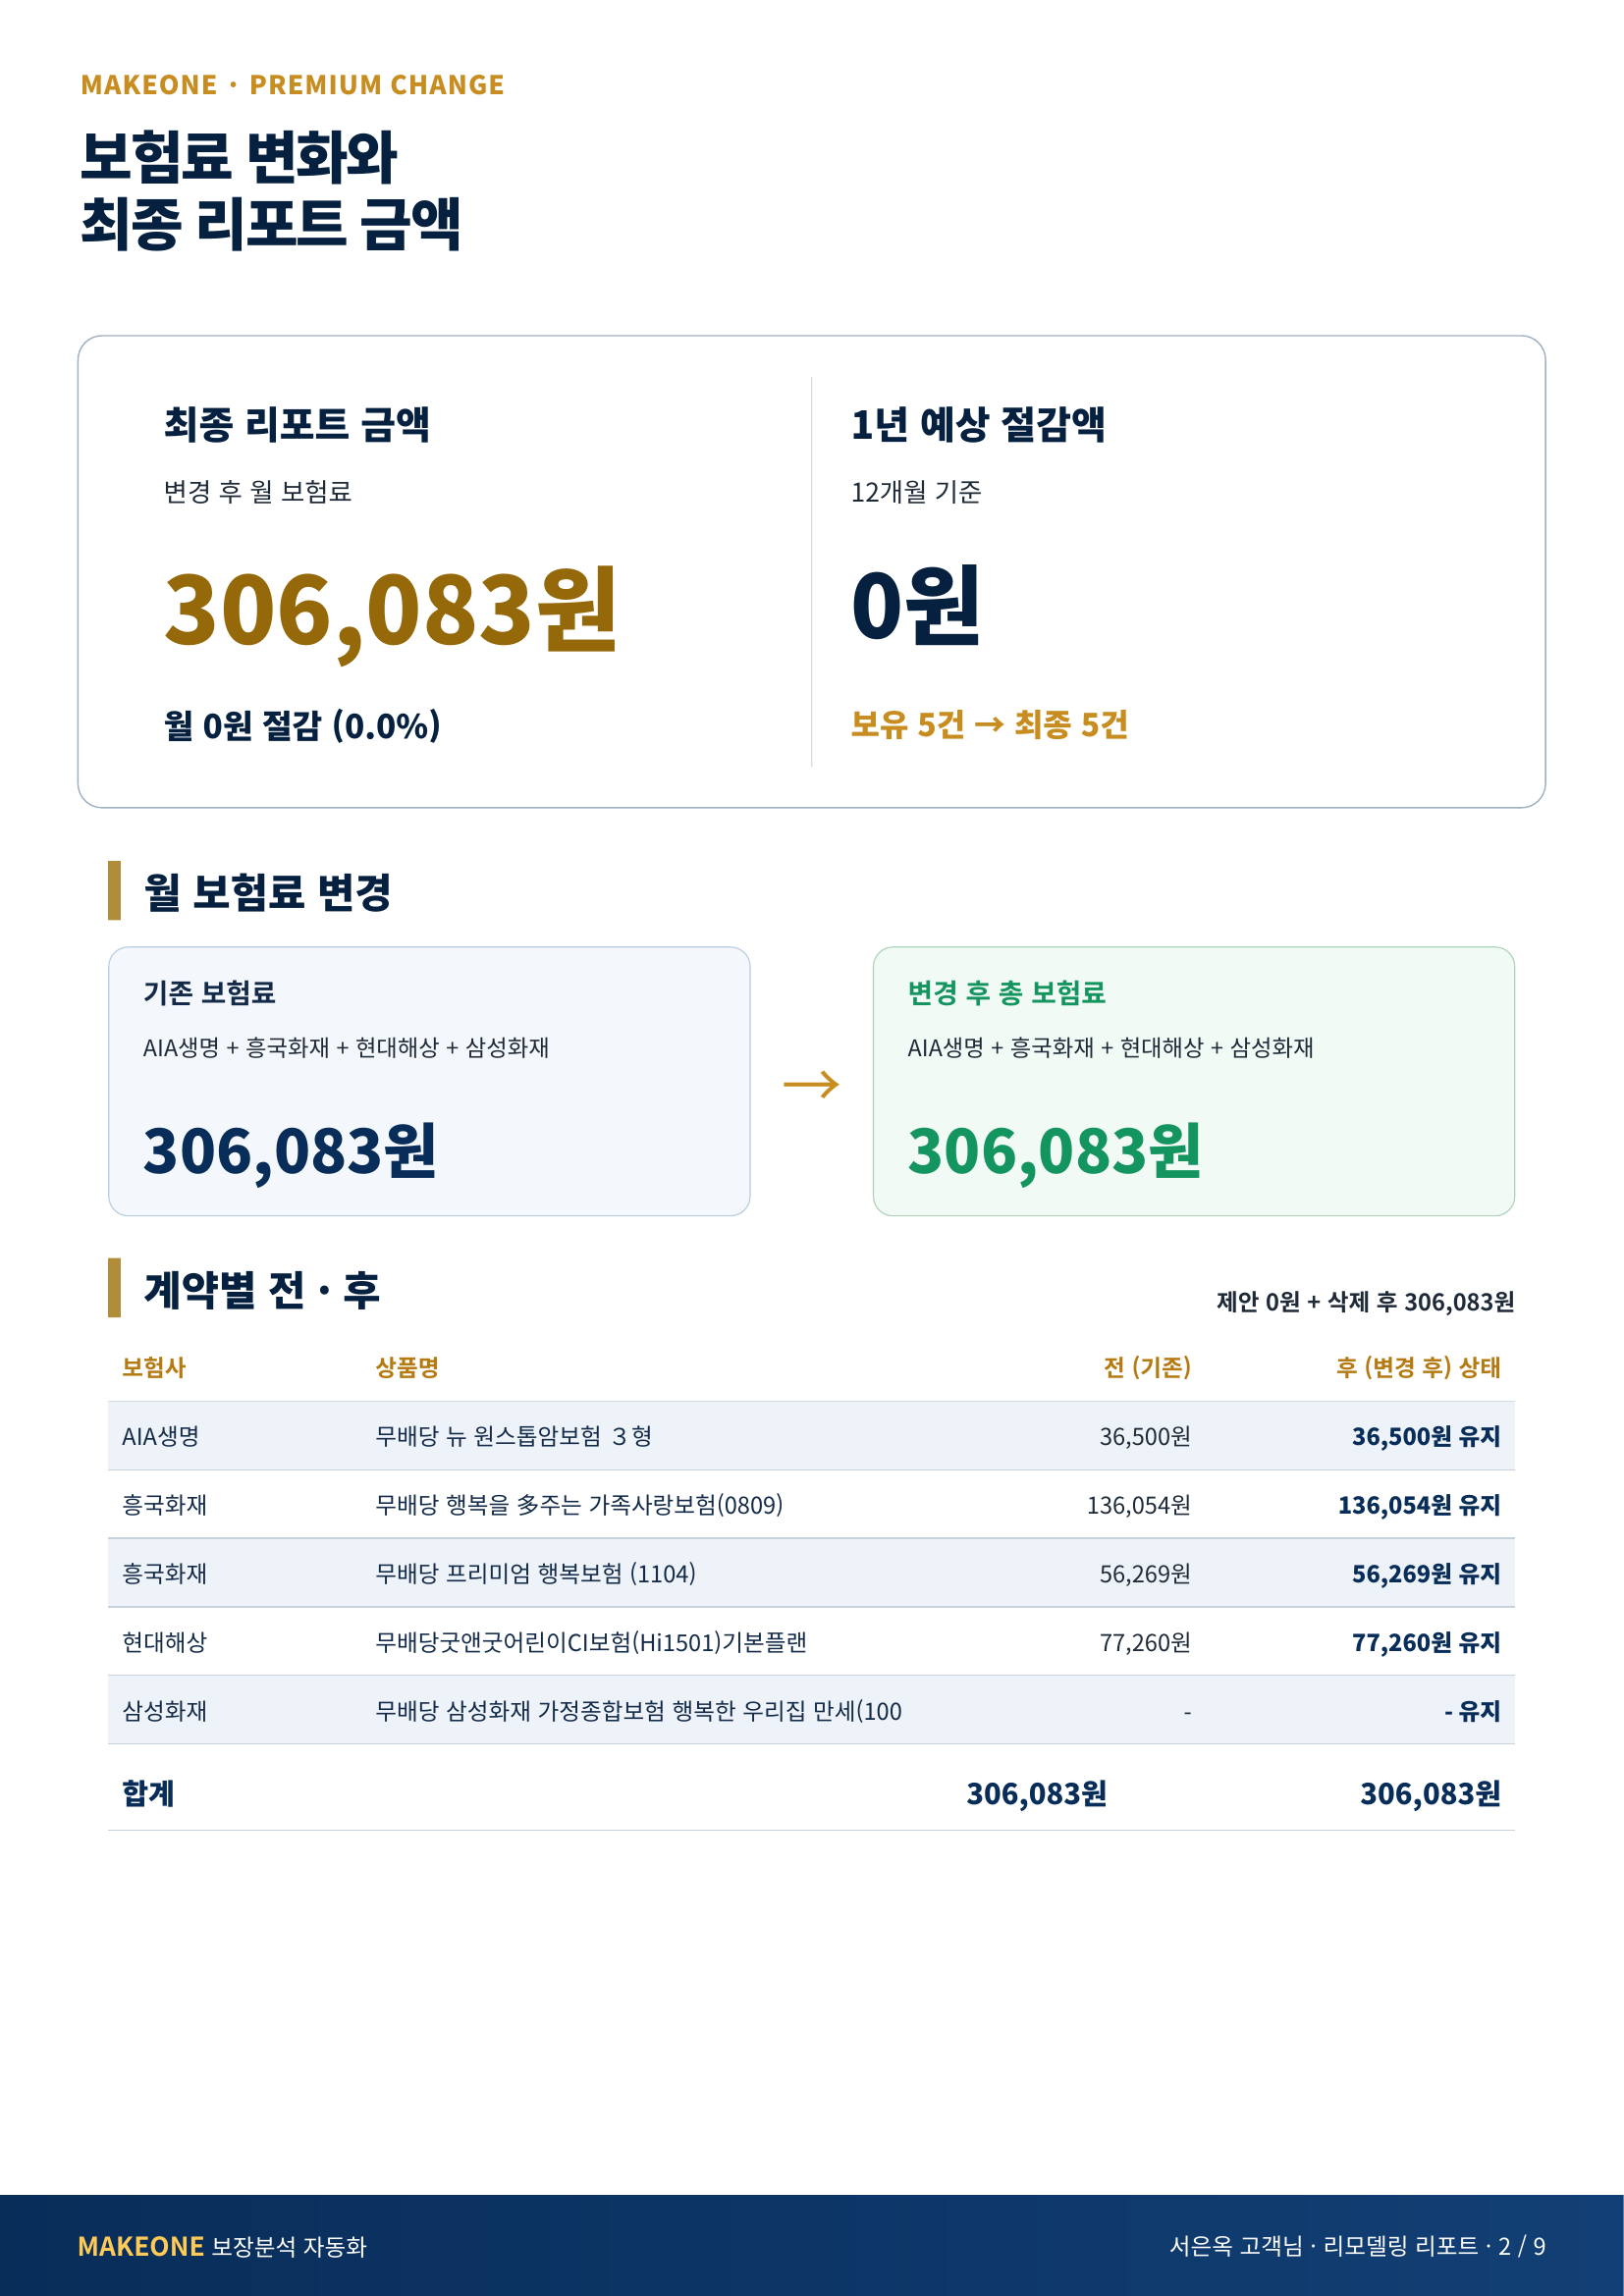 MAKEONE · PREMIUM CHANGE
보험료 변화와
최종 리포트 금액
최종 리포트 금액
변경 후 월 보험료
306,083원
월 0원 절감 (0.0%)
1년 예상 절감액
12개월 기준
0원
보유 5건 → 최종 5건
월 보험료 변경
기존 보험료
AIA생명 + 흥국화재 + 현대해상 + 삼성화재
306,083원
→
변경 후 총 보험료
AIA생명 + 흥국화재 + 현대해상 + 삼성화재
306,083원
계약별 전 · 후
제안 0원 + 삭제 후 306,083원
보험사 상품명 전 (기존) 후 (변경 후) 상태
AIA생명 무배당 뉴 원스톱암보험 ３형 36,500원 36,500원 유지
흥국화재 무배당 행복을 多주는 가족사랑보험(0809) 136,054원 136,054원 유지
흥국화재 무배당 프리미엄 행복보험 (1104) 56,269원 56,269원 유지
현대해상 무배당굿앤굿어린이CI보험(Hi1501)기본플랜 77,260원 77,260원 유지
삼성화재 무배당 삼성화재 가정종합보험 행복한 우리집 만세(100 - - 유지
합계 306,083원 306,083원
MAKEONE 보장분석 자동화
서은옥 고객님 · 리모델링 리포트 · 2 / 9